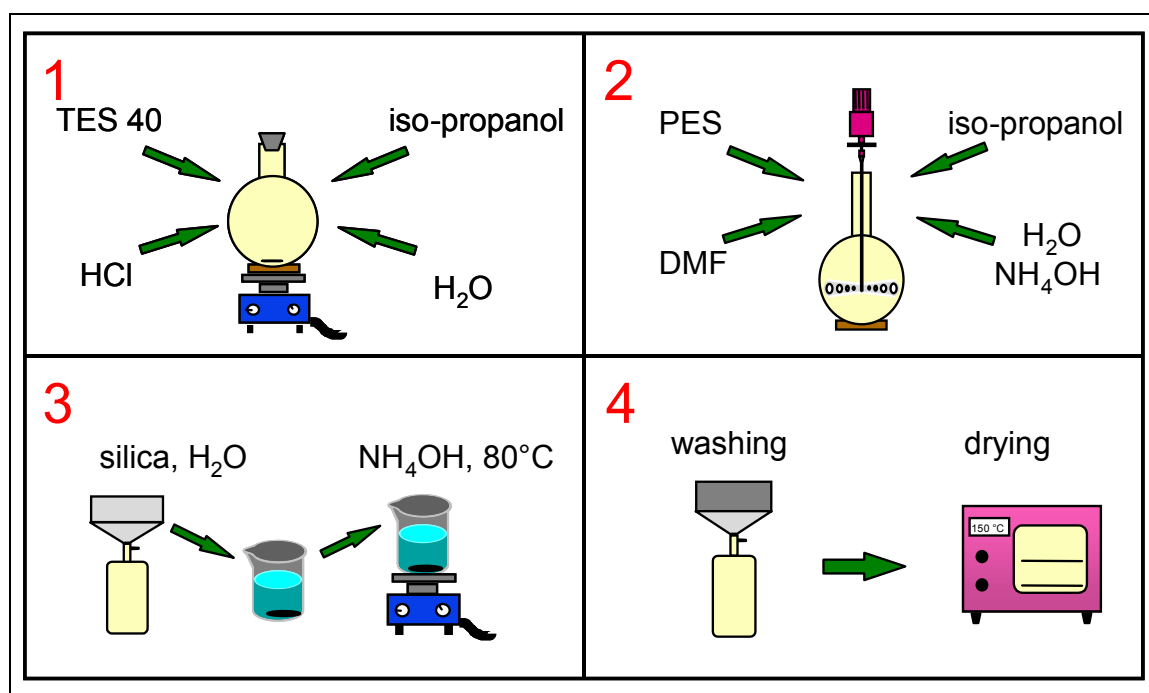 1
TES 40
iso-propanol
HCl
H₂O
2
PES
iso-propanol
DMF
H₂O
NH₄OH
3
silica, H₂O
NH₄OH, 80°C
4
washing
drying
150 °C